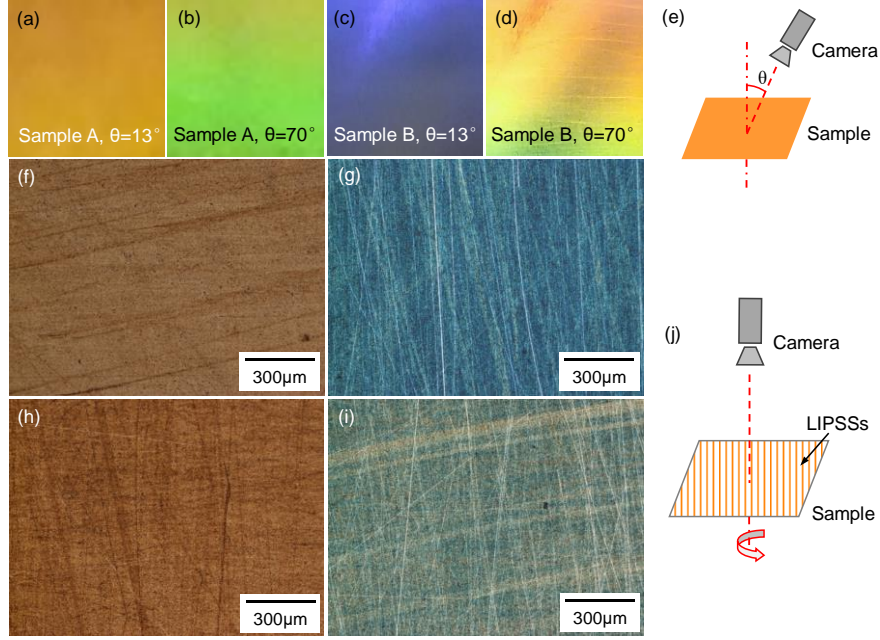 (a)
Sample A, θ=13°
(b)
Sample A, θ=70°
(c)
Sample B, θ=13°
(d)
Sample B, θ=70°
(e)
Camera
θ
Sample
(f)
300μm
(g)
300μm
(h)
300μm
(i)
300μm
(j)
Camera
LIPSSs
Sample